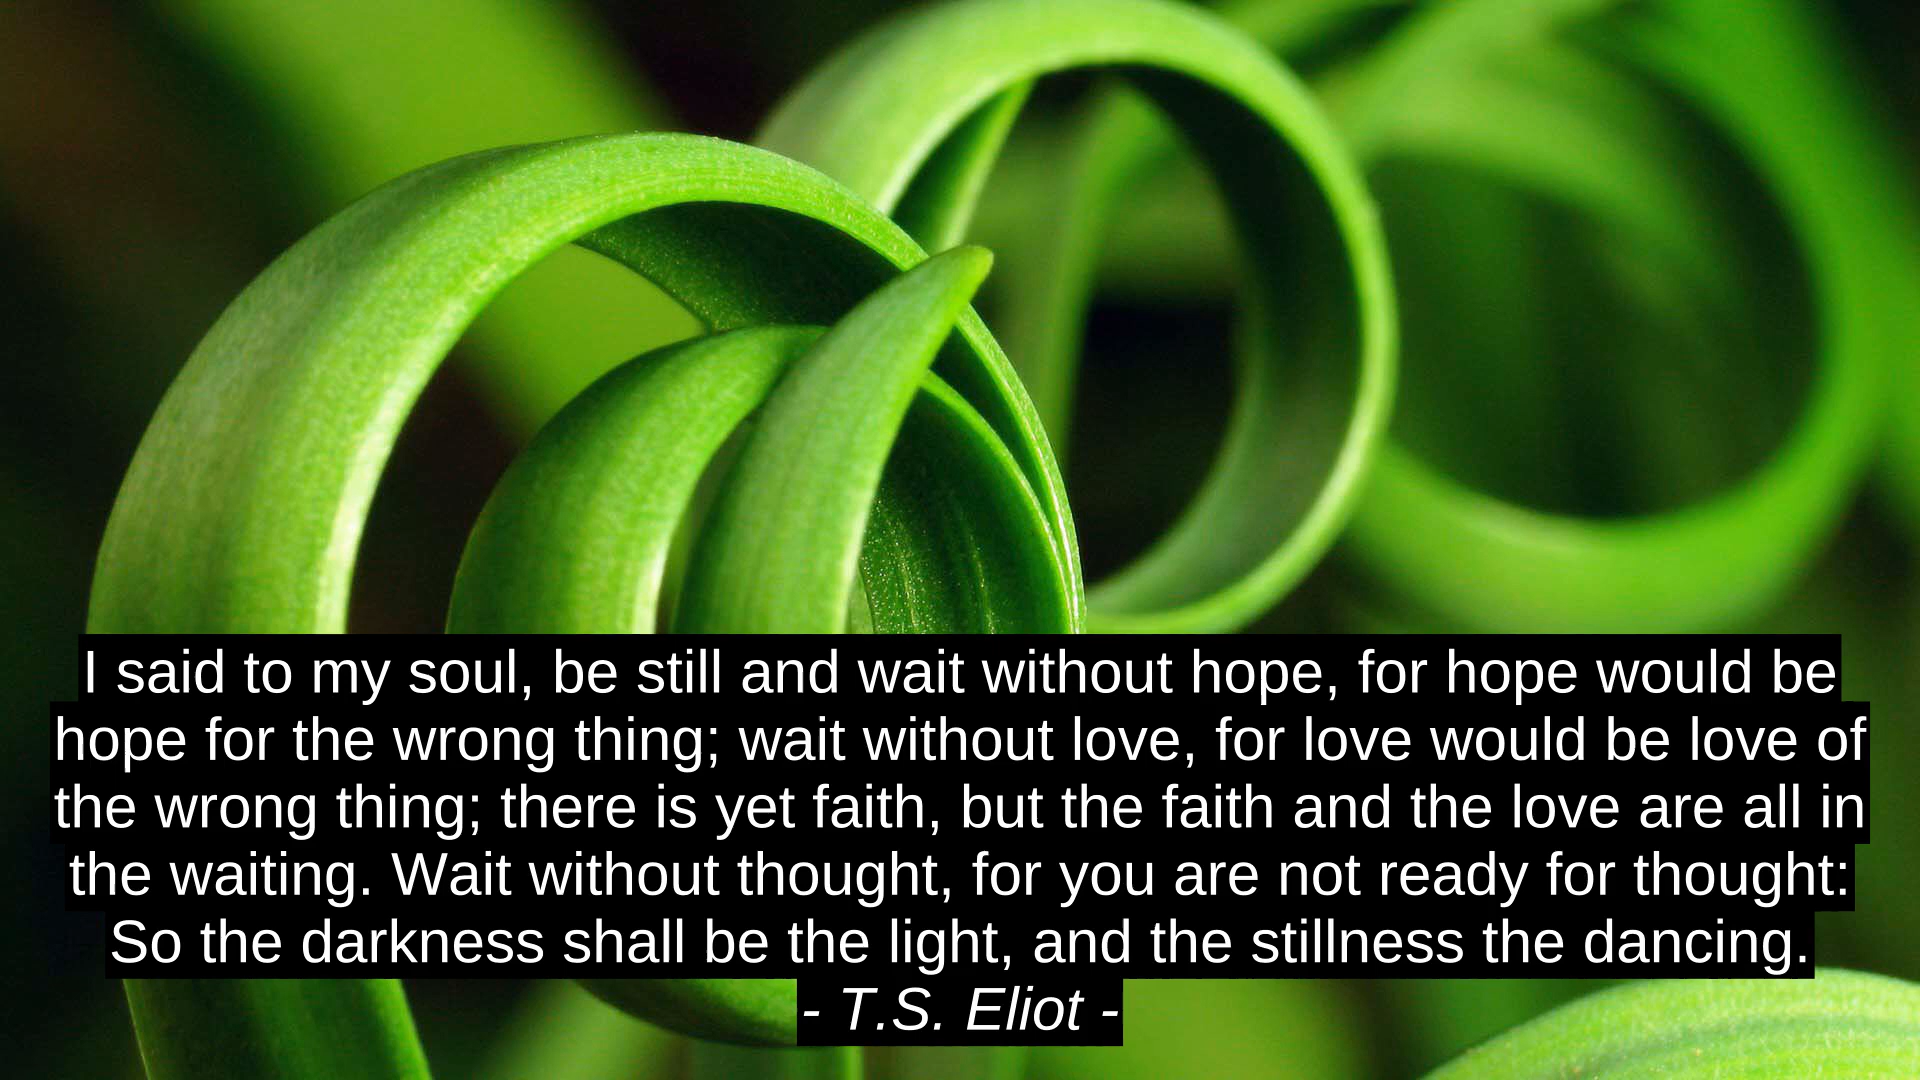 I said to my soul, be still and wait without hope, for hope would be
hope for the wrong thing; wait without love, for love would be love of
the wrong thing; there is yet faith, but the faith and the love are all in
the waiting. Wait without thought, for you are not ready for thought:
So the darkness shall be the light, and the stillness the dancing.
- T.S. Eliot -